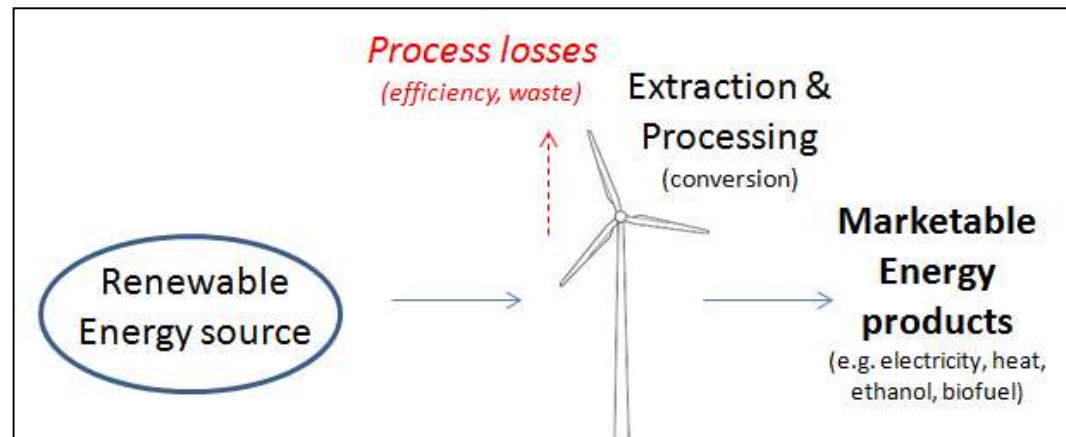 Process losses
(efficiency, waste)
Extraction &
Processing
(conversion)
Renewable
Energy source
Marketable
Energy
products
(e.g. electricity, heat,
ethanol, biofuel)